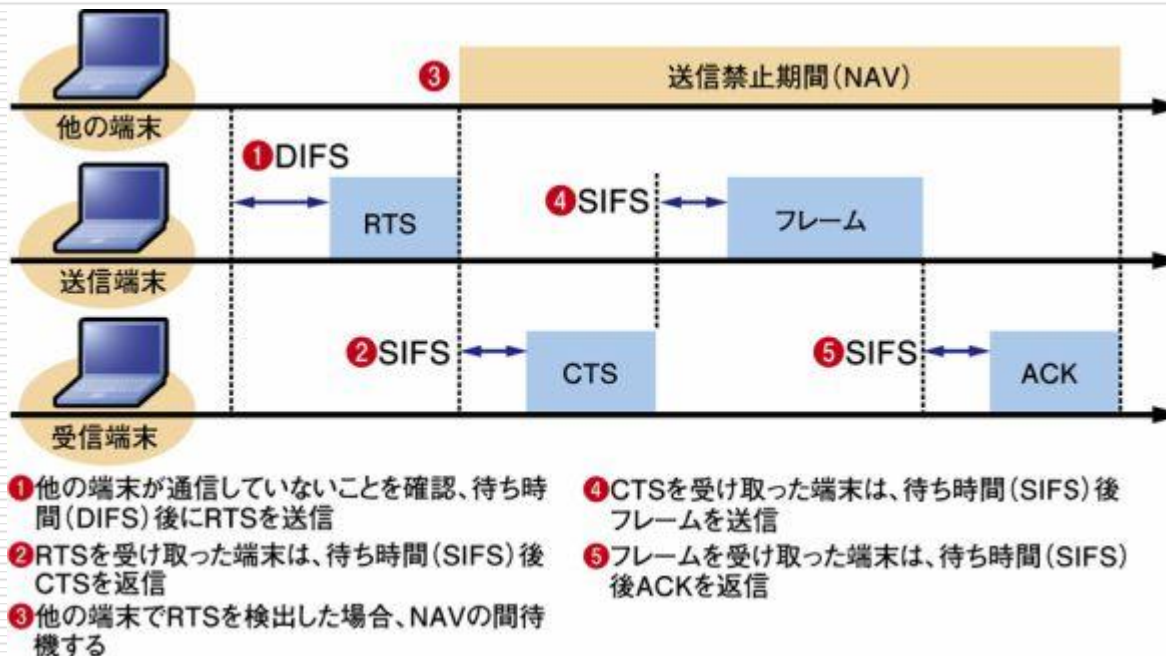 ❸ 送信禁止期間(NAV)
他の端末
❶DIFS
RTS
❹SIFS
フレーム
送信端末
❷SIFS
CTS
❺SIFS
ACK
受信端末
❶他の端末が通信していないことを確認、待ち時
間(DIFS)後にRTSを送信
❷RTSを受け取った端末は、待ち時間(SIFS)後
CTSを返信
❸他の端末でRTSを検出した場合、NAVの間待
機する
❹CTSを受け取った端末は、待ち時間(SIFS)後
フレームを送信
❺フレームを受け取った端末は、待ち時間(SIFS)
後ACKを返信